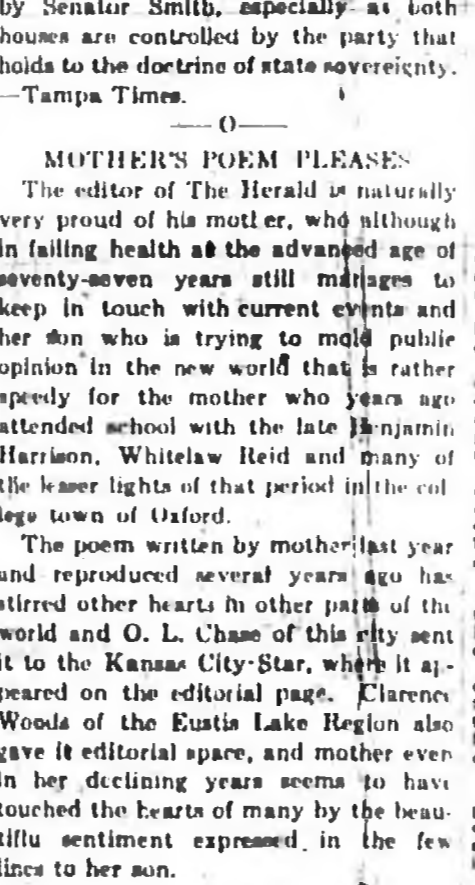 by Senator Smith, especially as both
houses are controlled by the party that
holds to the doctrine of state sovereignty.
—Tampa Times.
——O——
MOTHER'S POEM PLEASES
The editor of The Herald is naturally
very proud of his mother, who although
in failing health at the advanced age of
seventy-seven years still manages to
keep in touch with current events and
her son who is trying to mold public
opinion in the new world that is rather
speedy for the mother who years ago
attended school with the late Benjamin
Harrison, Whitelaw Reid and many of
the lesser lights of that period in the col
lege town of Oxford.
The poem written by mother last year
and reproduced several years ago has
stirred other hearts in other parts of the
world and O. L. Chase of this city sent
it to the Kansas City-Star, where it ap-
peared on the editorial page. Clarence
Woods of the Eustis Lake Region also
gave it editorial space, and mother even
in her declining years seems to have
touched the hearts of many by the beau-
tiflu sentiment expressed in the few
lines to her son.